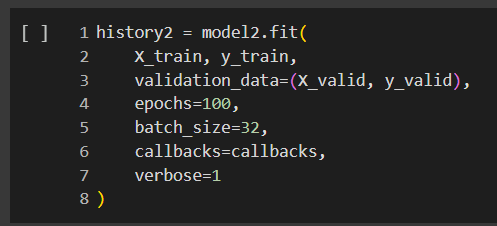 [ ] 1 history2 = model2.fit(
2 X_train, y_train,
3 validation_data=(X_valid, y_valid),
4 epochs=100,
5 batch_size=32,
6 callbacks=callbacks,
7 verbose=1
8 )